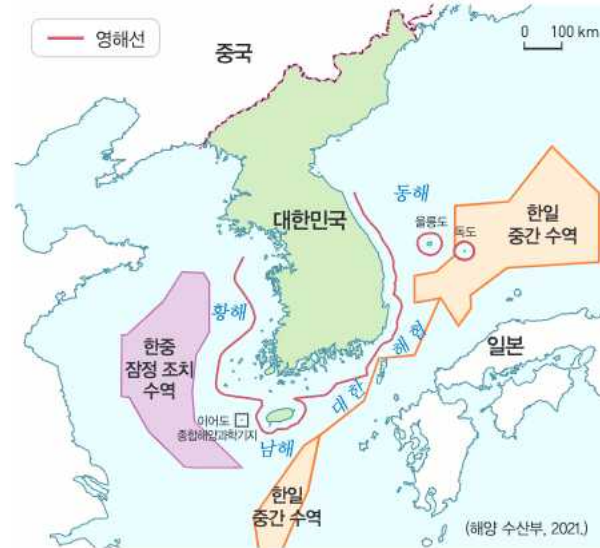 영해선
중국
0 100 km
동해
울릉도
독도
한일
중간 수역
대한민국
황해
한중
잠정 조치
수역
대한 해협
일본
이어도
종합해양과학기지
남해
한일
중간 수역
(해양 수산부, 2021.)